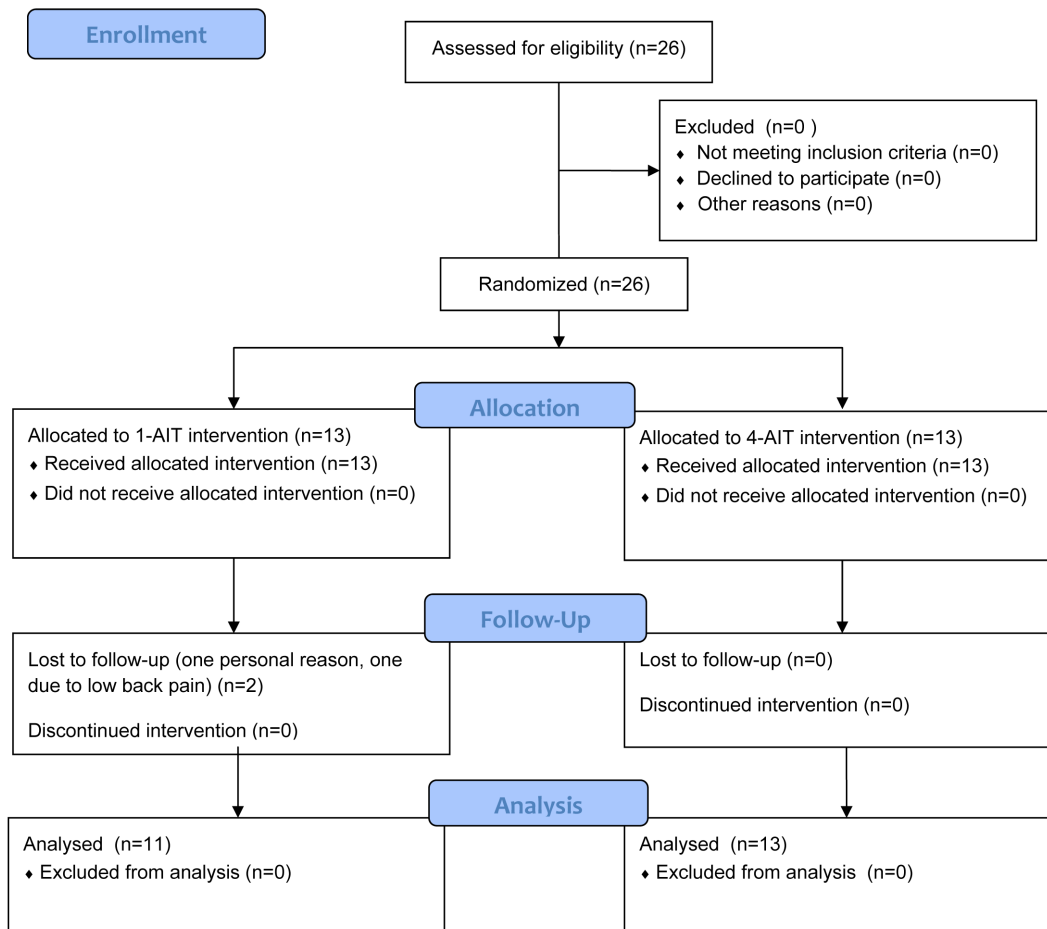 Enrollment
Assessed for eligibility (n=26)
Excluded (n=0 )
♦ Not meeting inclusion criteria (n=0)
♦ Declined to participate (n=0)
♦ Other reasons (n=0)
Randomized (n=26)
Allocation
Allocated to 1-AIT intervention (n=13)
♦ Received allocated intervention (n=13)
♦ Did not receive allocated intervention (n=0)
Allocated to 4-AIT intervention (n=13)
♦ Received allocated intervention (n=13)
♦ Did not receive allocated intervention (n=0)
Follow-Up
Lost to follow-up (one personal reason, one
due to low back pain) (n=2)
Discontinued intervention (n=0)
Lost to follow-up (n=0)
Discontinued intervention (n=0)
Analysis
Analysed (n=11)
♦ Excluded from analysis (n=0)
Analysed (n=13)
♦ Excluded from analysis (n=0)